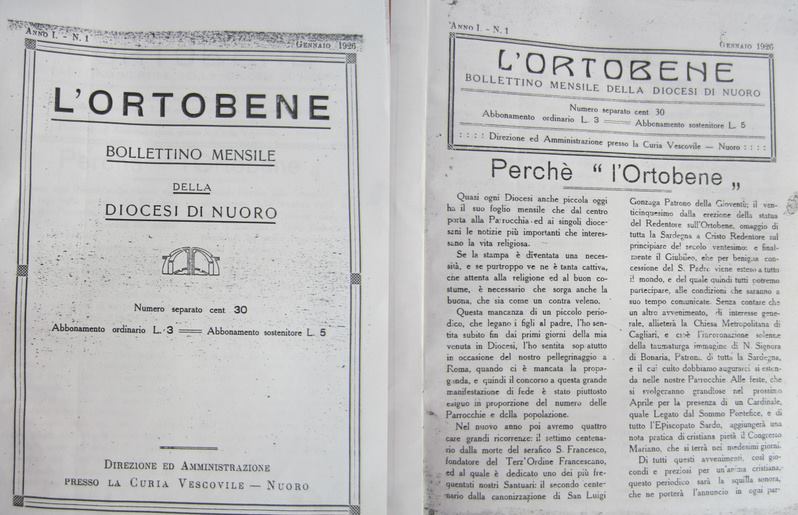 ANNO I. - N. 1
GENNAIO 1926
L'ORTOBENE
BOLLETTINO MENSILE
DELLA
DIOCESI DI NUORO
Numero separato cent 30
Abbonamento ordinario L. 3 === Abbonamento sostenitore L. 5
DIREZIONE ED AMMINISTRAZIONE
PRESSO LA CURIA VESCOVILE — NUORO
ANNO I. - N. 1
GENNAIO 1926
L'ORTOBENE
BOLLETTINO MENSILE DELLA DIOCESI DI NUORO
Numero separato cent 30
Abbonamento ordinario L. 3 === Abbonamento sostenitore L. 5
: : : : Direzione ed Amministrazione presso la Curia Vescovile — Nuoro : : : :
Perchè “ l'Ortobene „
Quasi ogni Diocesi anche piccola oggi
ha il suo foglio mensile che dal centro
porta alla Parrocchia ed ai singoli dioce-
sani le notizie più importanti che interes-
sano la vita religiosa.
Se la stampa è diventata una neces-
sità, e se purtroppo ve ne è tanta cattiva,
che attenta alla religione ed al buon co-
stume, è necessario che sorga anche la
buona, che sia come un contro veleno.
Questa mancanza di un piccolo perio-
dico, che legano i figli al padre, l'ho sen-
tita subito fin dai primi giorni della mia
venuta in Diocesi, l'ho sentita sop attutto
in occasione del nostro pellegrinaggio a
Roma, quando ci è mancata la propa-
ganda, e quindi il concorso a questa grande
manifestazione di fede è stato piuttosto
esiguo in proporzione del numero delle
Parrocchie e della popolazione.
Nel nuovo anno poi avremo quattro
care grandi ricorrenze: il settimo centena-
rio dalla morte del serafico S. Francesco,
fondatore del Terz'Ordine Francescano,
ed al quale è dedicato uno dei più fre-
quentati nostri Santuari: il secondo cente-
nario dalla canonizzazione di San Luigi
Gonzaga Patrono della Gioventù; il ven-
ticinquesimo dalla erezione della statua
del Redentore sull'Ortobene, omaggio di
tutta la Sardegna a Cristo Redentore sul
principiare del secolo ventesimo: e final-
mente il Giubileo, che per benigna con-
cessione del S. Padre viene esteso a tutto
il mondo, e del quale quindi tutti potremo
partecipare, alle condizioni che saranno a
suo tempo comunicate. Senza contare che
un altro avvenimento, di interesse gene-
rale, allieterà la Chiesa Metropolitana di
Cagliari, e cioè l'incoronazione solenne
della taumaturga immagine di N. Signora
di Bonaria, Patrona di tutta la Sardegna,
e il cui culto dobbiamo augurarci si esten-
da nelle nostre Parrocchie Alle feste, che
si svolgeranno grandiose nel prossimo
Aprile per la presenza di un Cardinale,
quale Legato dal Sommo Pontefice, e di
tutto l'Episcopato Sardo, aggiungerà una
nota pratica di cristiana pietà il Congresso
Mariano, che si terrà nei medesimi giorni.
Di tutti questi avvenimenti, così gio-
condi e preziosi per un'anima cristiana,
questo periodico sarà la squilla sonora,
che ne porterà l'annuncio in ogni par-